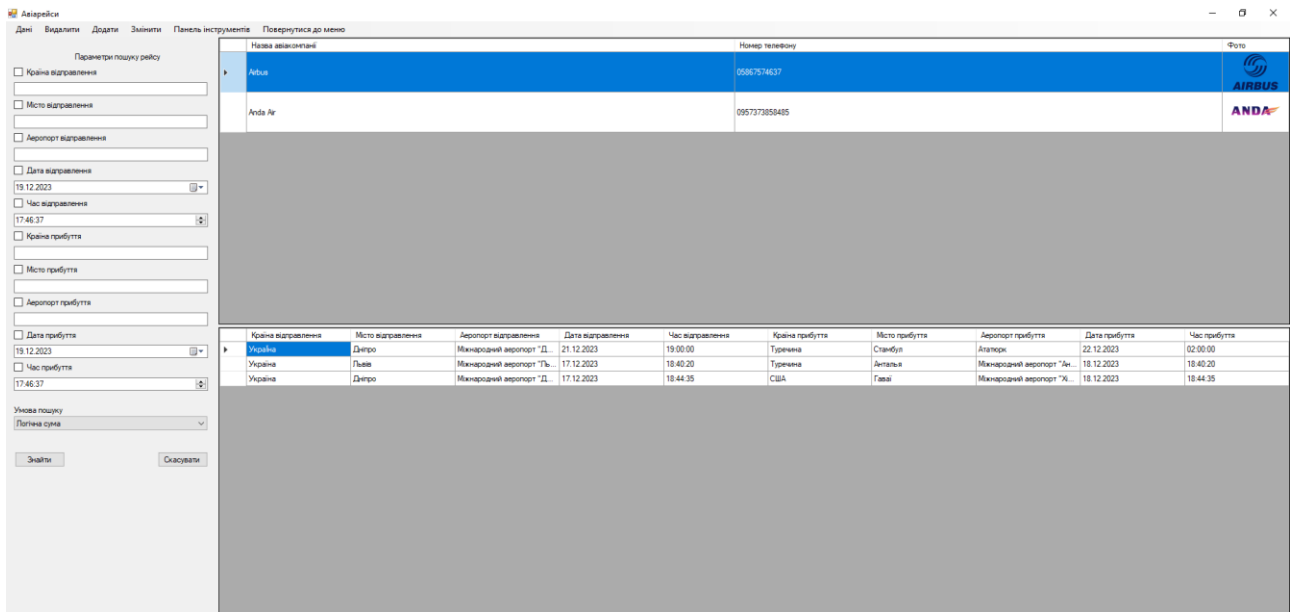 Авіарейси
Дані Видалити Додати Змінити Панель інструментів Повернутися до меню
Параметри пошуку рейсу
Країна відправлення
Місто відправлення
Аеропорт відправлення
Дата відправлення
19.12.2023
Час відправлення
17:46:37
Країна прибуття
Місто прибуття
Аеропорт прибуття
Дата прибуття
19.12.2023
Час прибуття
17:46:37
Умова пошуку
Логічна сума
Знайти Скасувати
Назва авіакомпанії Номер телефону Фото
Airbus 05867574637 AIRBUS
Anda Air 0957373858485 ANDA
Країна відправлення Місто відправлення Аеропорт відправлення Дата відправлення Час відправлення Країна прибуття Місто прибуття Аеропорт прибуття Дата прибуття Час прибуття
Україна Дніпро Міжнародний аеропорт "Д... 21.12.2023 19:00:00 Туреччина Стамбул Ататюрк 22.12.2023 02:00:00
Україна Львів Міжнародний аеропорт "Ль... 17.12.2023 18:40:20 Туреччина Анталья Міжнародний аеропорт "Ан... 18.12.2023 18:40:20
Україна Дніпро Міжнародний аеропорт "Д... 17.12.2023 18:44:35 США Гаваї Міжнародний аеропорт "Хі... 18.12.2023 18:44:35